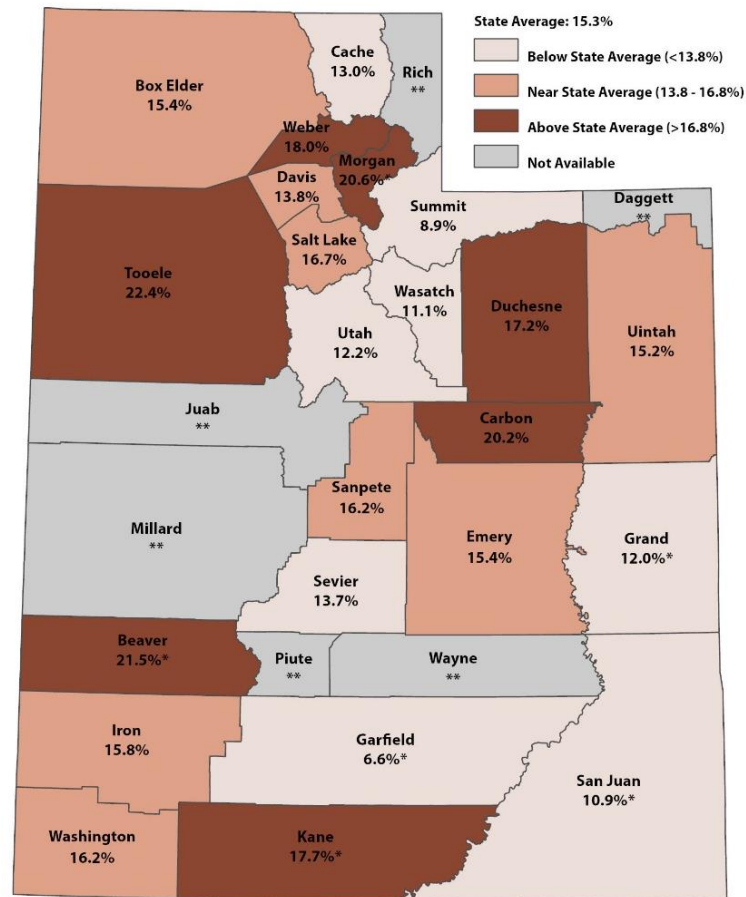 State Average: 15.3%
Below State Average (<13.8%)
Near State Average (13.8 - 16.8%)
Above State Average (>16.8%)
Not Available
Cache
13.0%
Rich
**
Box Elder
15.4%
Weber
18.0%
Morgan
20.6%*
Davis
13.8%
Summit
8.9%
Daggett
**
Salt Lake
16.7%
Tooele
22.4%
Wasatch
11.1%
Duchesne
17.2%
Uintah
15.2%
Utah
12.2%
Juab
**
Carbon
20.2%
Sanpete
16.2%
Millard
**
Emery
15.4%
Grand
12.0%*
Sevier
13.7%
Beaver
21.5%*
Piute
**
Wayne
**
Iron
15.8%
Garfield
6.6%*
San Juan
10.9%*
Washington
16.2%
Kane
17.7%*